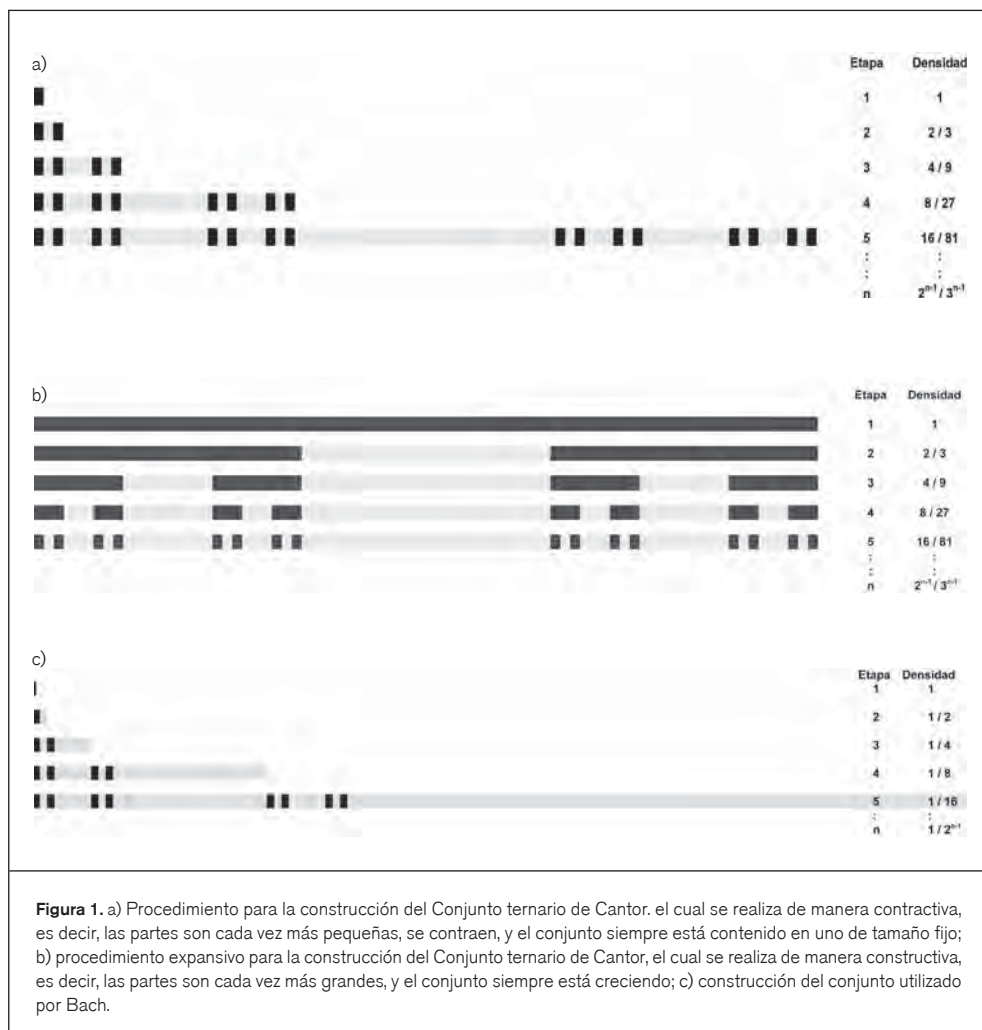 a)
Etapa Densidad
1 1
2 2 / 3
3 4 / 9
4 8 / 27
5 16 / 81
: :
: :
n 2ⁿ⁻¹ / 3ⁿ⁻¹
b)
Etapa Densidad
1 1
2 2 / 3
3 4 / 9
4 8 / 27
5 16 / 81
: :
: :
n 2ⁿ⁻¹ / 3ⁿ⁻¹
c)
Etapa Densidad
1 1
2 1 / 2
3 1 / 4
4 1 / 8
5 1 / 16
: :
n 1 / 2ⁿ⁻¹
Figura 1. a) Procedimiento para la construcción del Conjunto ternario de Cantor. el cual se realiza de manera contractiva,
es decir, las partes son cada vez más pequeñas, se contraen, y el conjunto siempre está contenido en uno de tamaño fijo;
b) procedimiento expansivo para la construcción del Conjunto ternario de Cantor, el cual se realiza de manera constructiva,
es decir, las partes son cada vez más grandes, y el conjunto siempre está creciendo; c) construcción del conjunto utilizado
por Bach.